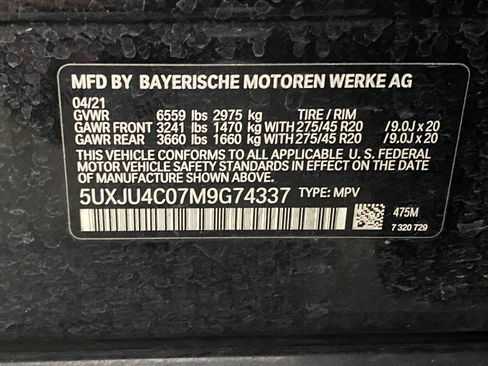 MFD BY BAYERISCHE MOTOREN WERKE AG
04/21
GVWR 6559 lbs 2975 kg TIRE / RIM
GAWR FRONT 3241 lbs 1470 kg WITH 275/45 R20 /9.0J x 20
GAWR REAR 3660 lbs 1660 kg WITH 275/45 R20 /9.0J x 20
THIS VEHICLE CONFORMS TO ALL APPLICABLE U. S. FEDERAL
MOTOR VEHICLE SAFETY STANDARDS
IN EFFECT ON THE DATE OF MANUFACTURE SHOWN ABOVE.
5UXJU4C07M9G74337 TYPE: MPV
475M
7 320 729